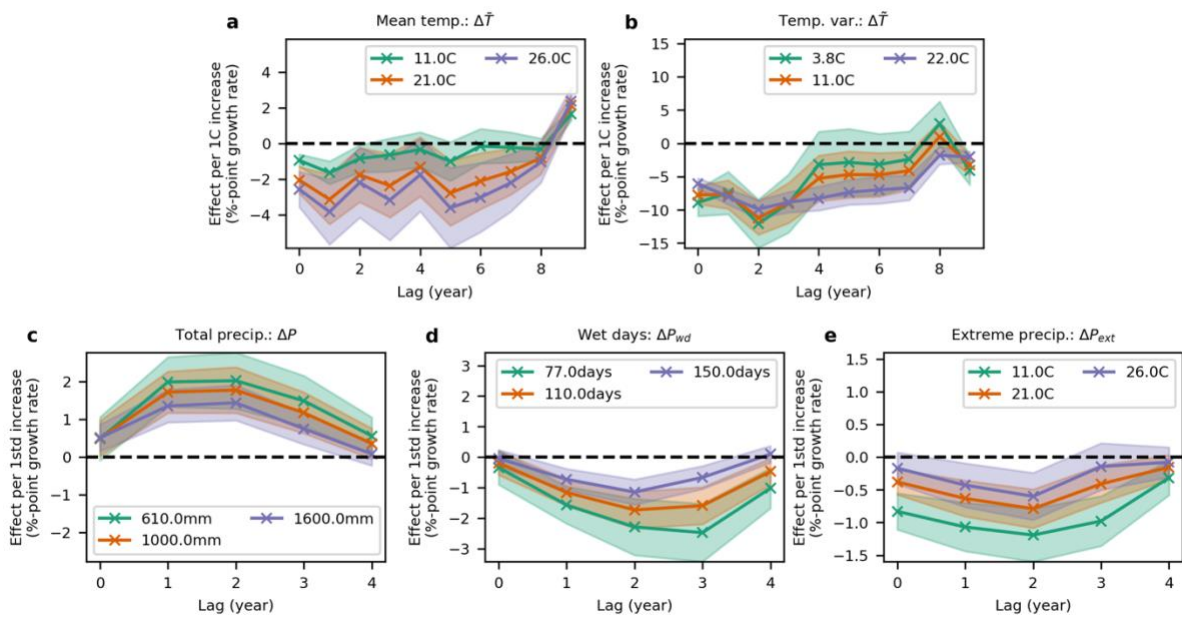 a Mean temp.: ΔT̄
Effect per 1C increase
(%-point growth rate)
4
2
0
−2
−4
11.0C
21.0C
26.0C
0 2 4 6 8
Lag (year)
b Temp. var.: ΔT̃
Effect per 1C increase
(%-point growth rate)
15
10
5
0
−5
−10
−15
3.8C
11.0C
22.0C
0 2 4 6 8
Lag (year)
c Total precip.: ΔP
Effect per 1std increase
(%-point growth rate)
2
1
0
−1
−2
610.0mm
1000.0mm
1600.0mm
0 1 2 3 4
Lag (year)
d Wet days: ΔP_wd
Effect per 1std increase
(%-point growth rate)
3
2
1
0
−1
−2
−3
77.0days
110.0days
150.0days
0 1 2 3 4
Lag (year)
e Extreme precip.: ΔP_ext
Effect per 1std increase
(%-point growth rate)
1.5
1.0
0.5
0.0
−0.5
−1.0
−1.5
11.0C
21.0C
26.0C
0 1 2 3 4
Lag (year)